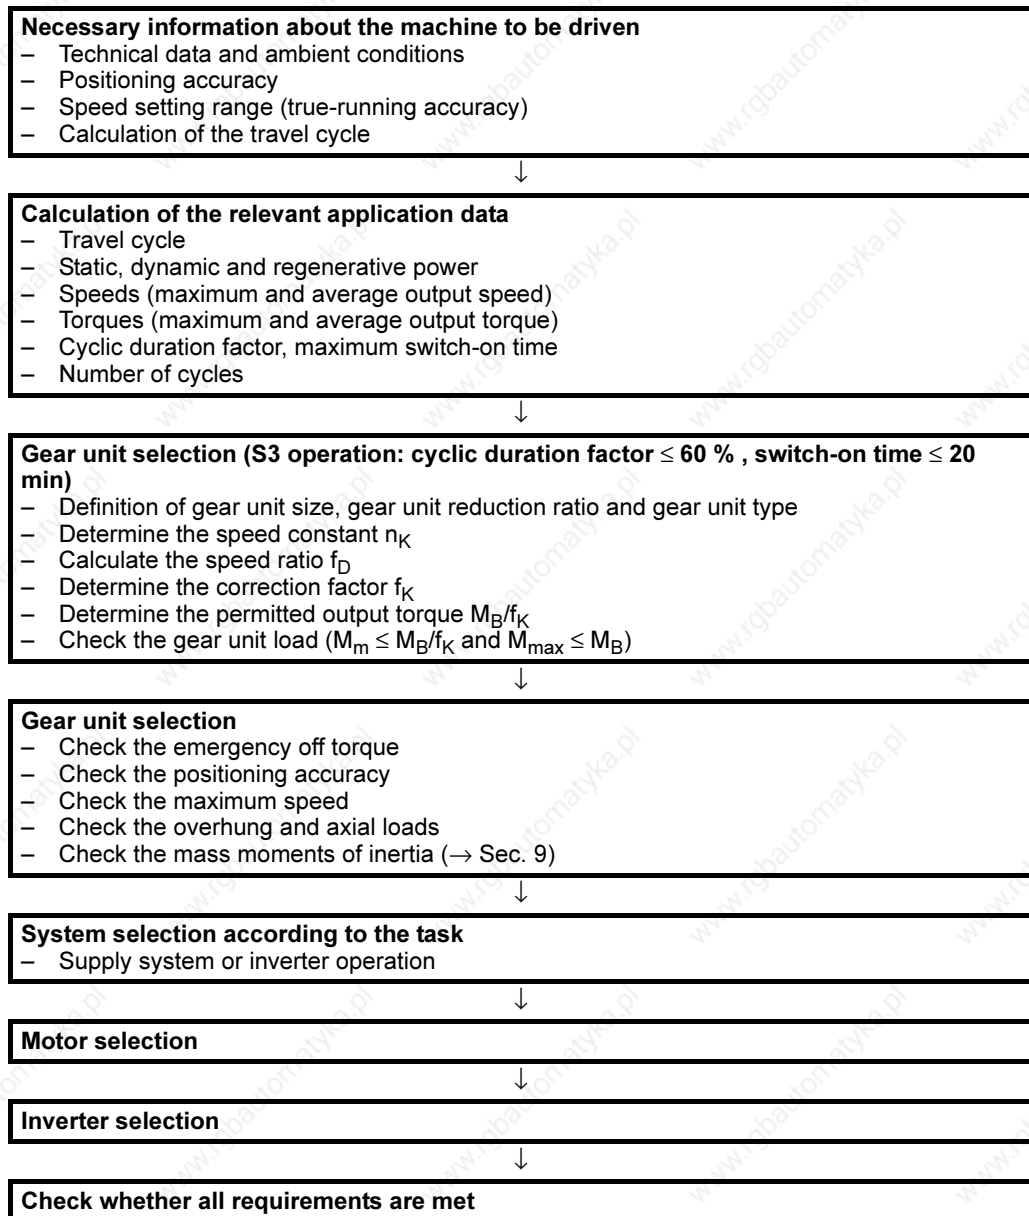 Necessary information about the machine to be driven
– Technical data and ambient conditions
– Positioning accuracy
– Speed setting range (true-running accuracy)
– Calculation of the travel cycle
↓
Calculation of the relevant application data
– Travel cycle
– Static, dynamic and regenerative power
– Speeds (maximum and average output speed)
– Torques (maximum and average output torque)
– Cyclic duration factor, maximum switch-on time
– Number of cycles
↓
Gear unit selection (S3 operation: cyclic duration factor ≤ 60 % , switch-on time ≤ 20
min)
– Definition of gear unit size, gear unit reduction ratio and gear unit type
– Determine the speed constant nK
– Calculate the speed ratio fD
– Determine the correction factor fK
– Determine the permitted output torque MB/fK
– Check the gear unit load (Mm ≤ MB/fK and Mmax ≤ MB)
↓
Gear unit selection
– Check the emergency off torque
– Check the positioning accuracy
– Check the maximum speed
– Check the overhung and axial loads
– Check the mass moments of inertia (→ Sec. 9)
↓
System selection according to the task
– Supply system or inverter operation
↓
Motor selection
↓
Inverter selection
↓
Check whether all requirements are met
www.rgbautomatyka.pl